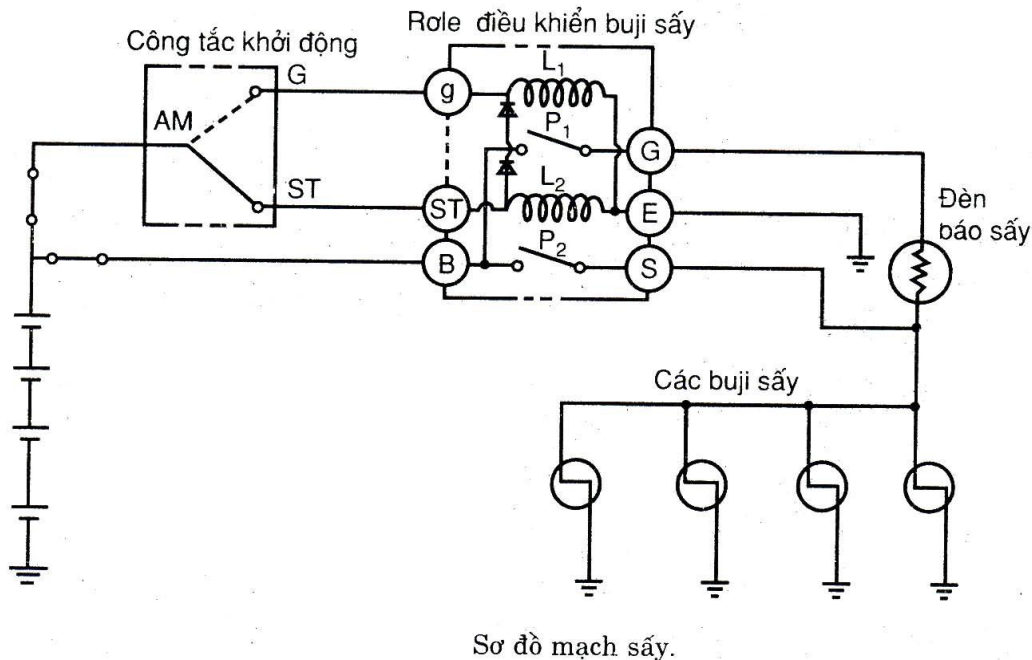 Role điều khiển buji sấy
Công tắc khởi động
G
AM
ST
g
L1
P1
G
ST
L2
E
B
P2
S
Đèn
báo sấy
Các buji sấy
Sơ đồ mạch sấy.